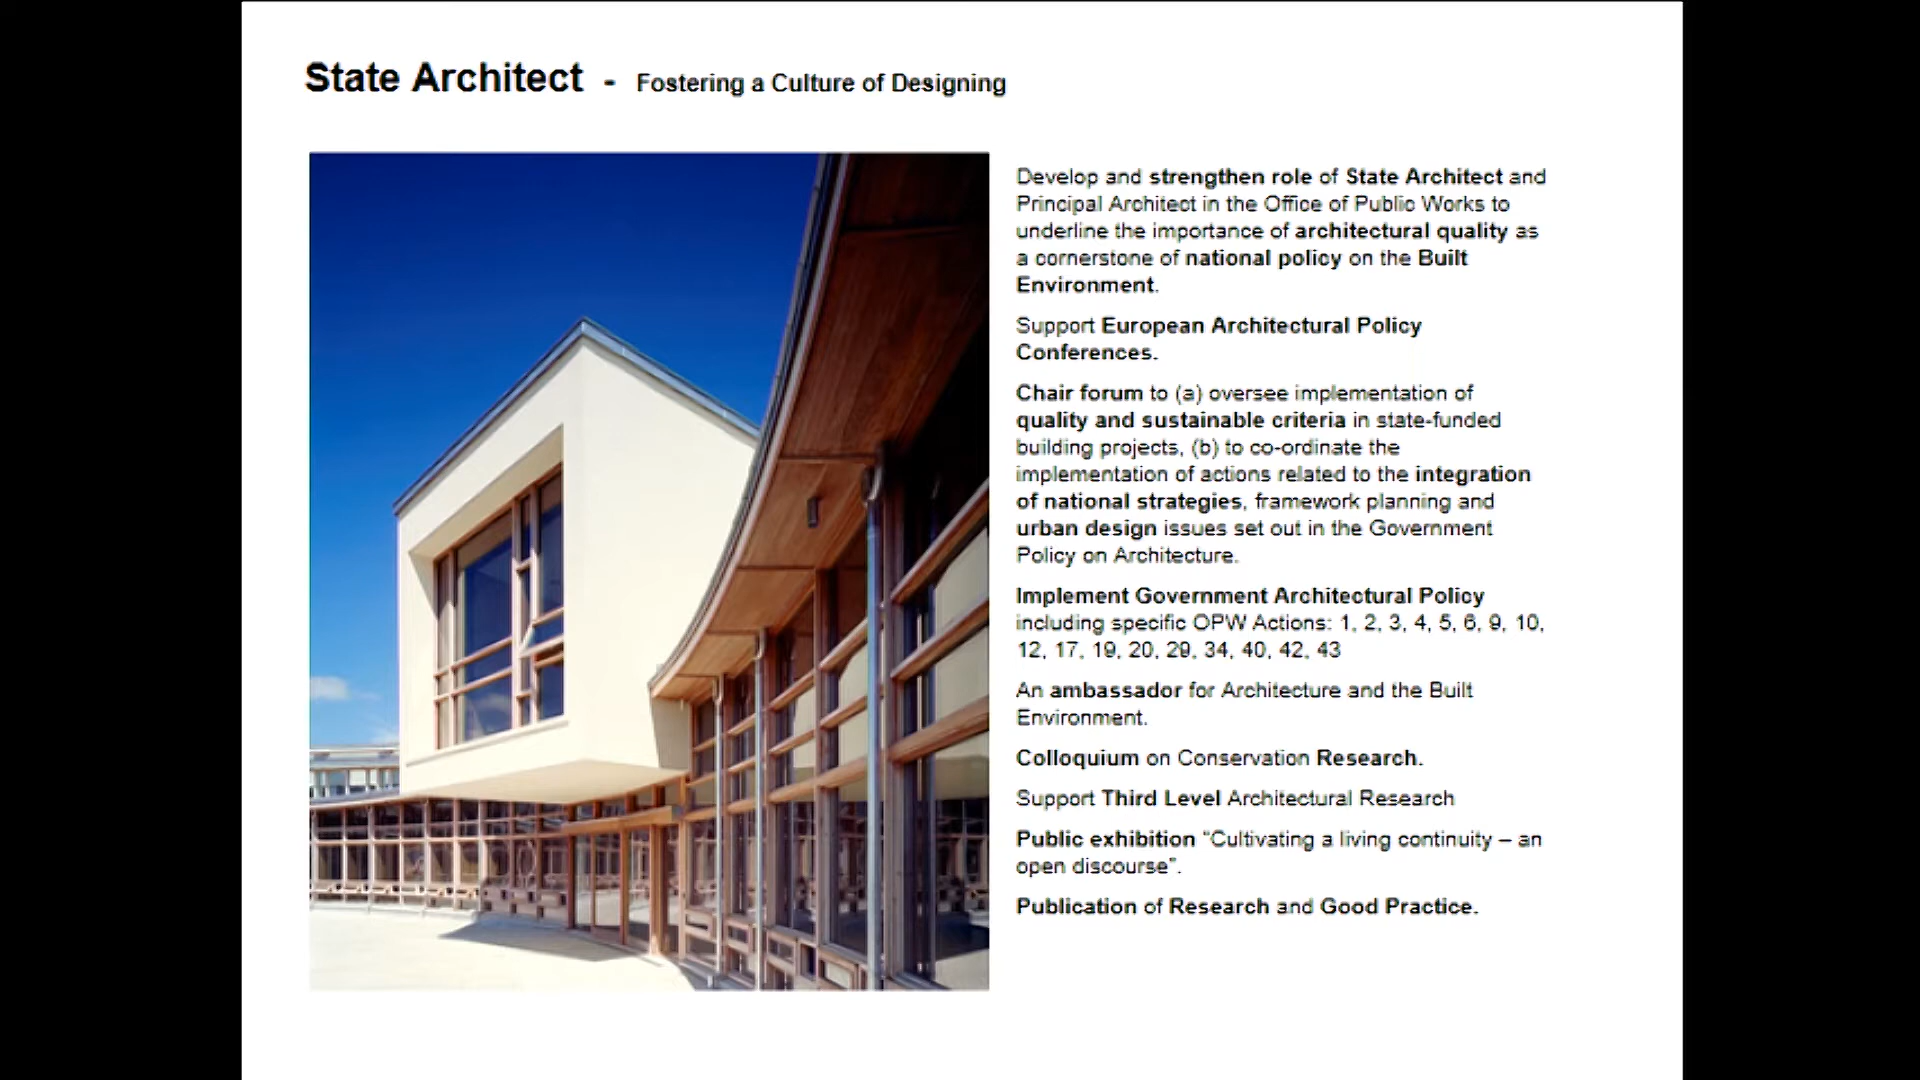 State Architect - Fostering a Culture of Designing
Develop and strengthen role of State Architect and
Principal Architect in the Office of Public Works to
underline the importance of architectural quality as
a cornerstone of national policy on the Built
Environment.
Support European Architectural Policy
Conferences.
Chair forum to (a) oversee implementation of
quality and sustainable criteria in state-funded
building projects, (b) to co-ordinate the
implementation of actions related to the integration
of national strategies, framework planning and
urban design issues set out in the Government
Policy on Architecture.
Implement Government Architectural Policy
including specific OPW Actions: 1, 2, 3, 4, 5, 6, 9, 10,
12, 17, 19, 20, 29, 34, 40, 42, 43
An ambassador for Architecture and the Built
Environment.
Colloquium on Conservation Research.
Support Third Level Architectural Research
Public exhibition "Cultivating a living continuity – an
open discourse".
Publication of Research and Good Practice.